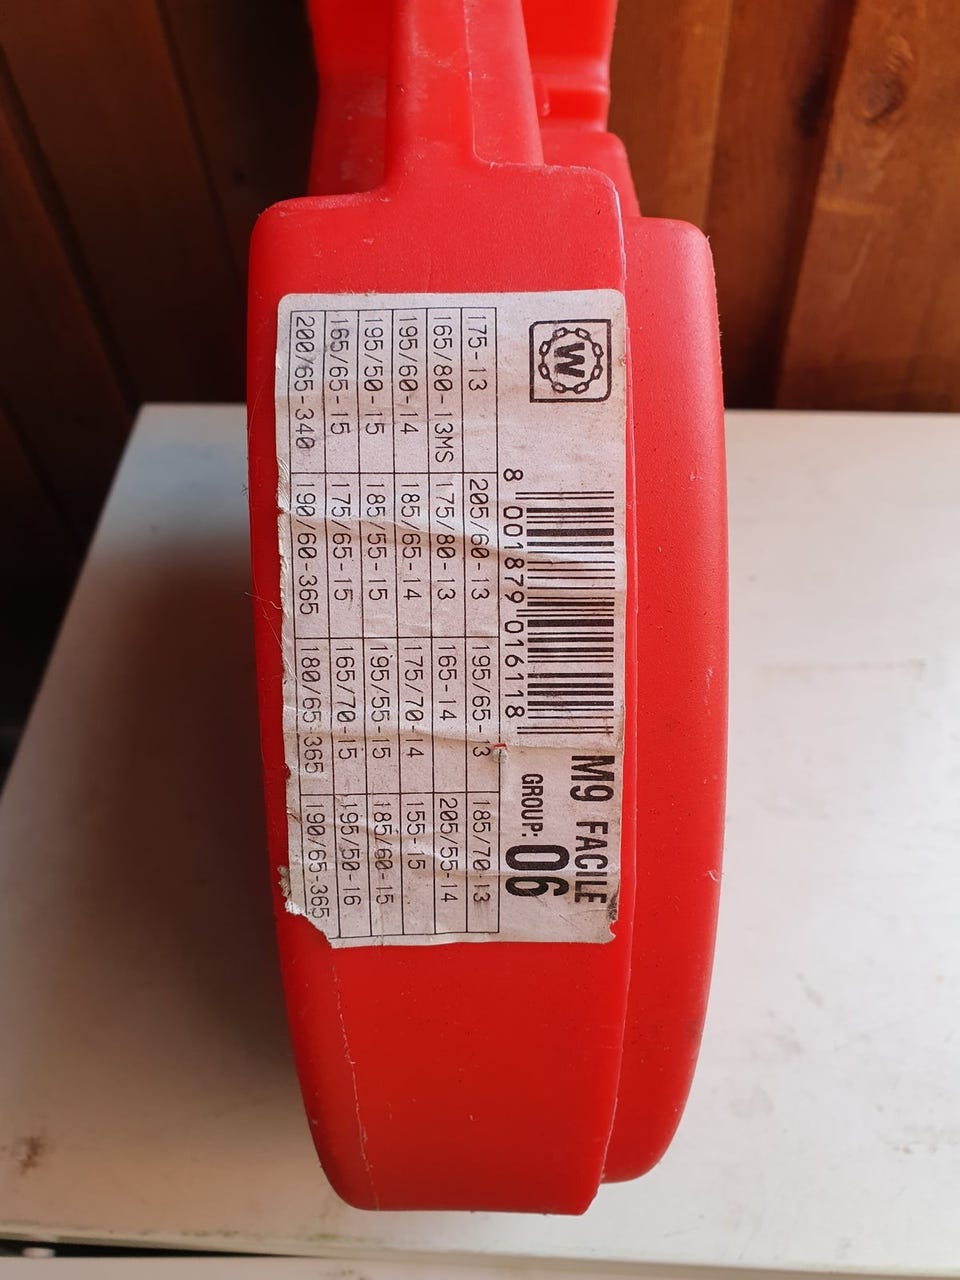 W
8 001879 016118
M9 FACILE
GROUP: 06
175-13 205/60-13 195/65-13 185/70-13
165/80-13MS 175/80-13 165-14 205/55-14
195/60-14 185/65-14 175/70-14 155-15
195/50-15 185/55-15 195/55-15 185/60-15
165/65-15 175/65-15 165/70-15 195/50-16
200/65-340 190/60-365 180/65-365 190/65-365